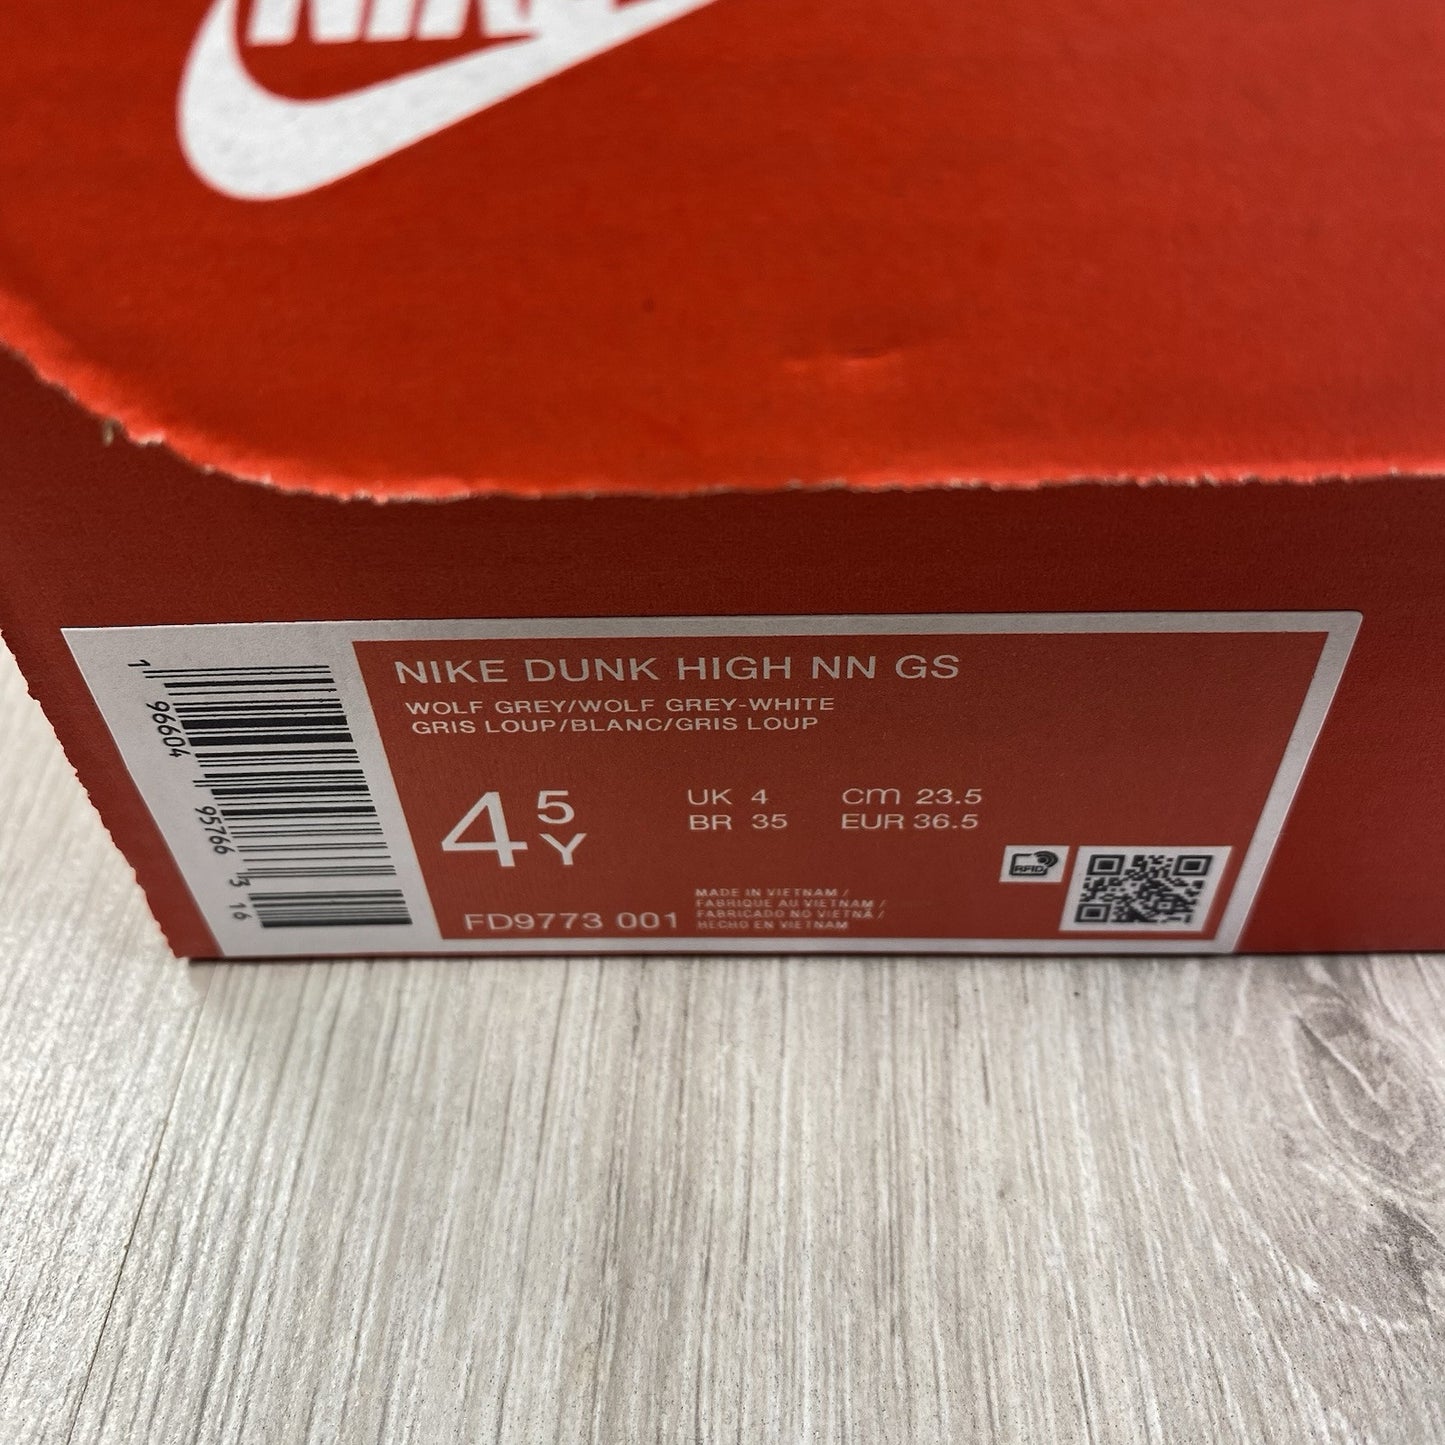 NIKE
NIKE DUNK HIGH NN GS
WOLF GREY/WOLF GREY-WHITE
GRIS LOUP/BLANC/GRIS LOUP
4 5 Y
UK 4 CM 23.5
BR 35 EUR 36.5
FD9773 001
MADE IN VIETNAM /
FABRIQUE AU VIETNAM /
FABRICADO NO VIETNÃ /
HECHO EN VIETNAM
RFID
1 96604 95766 3 16